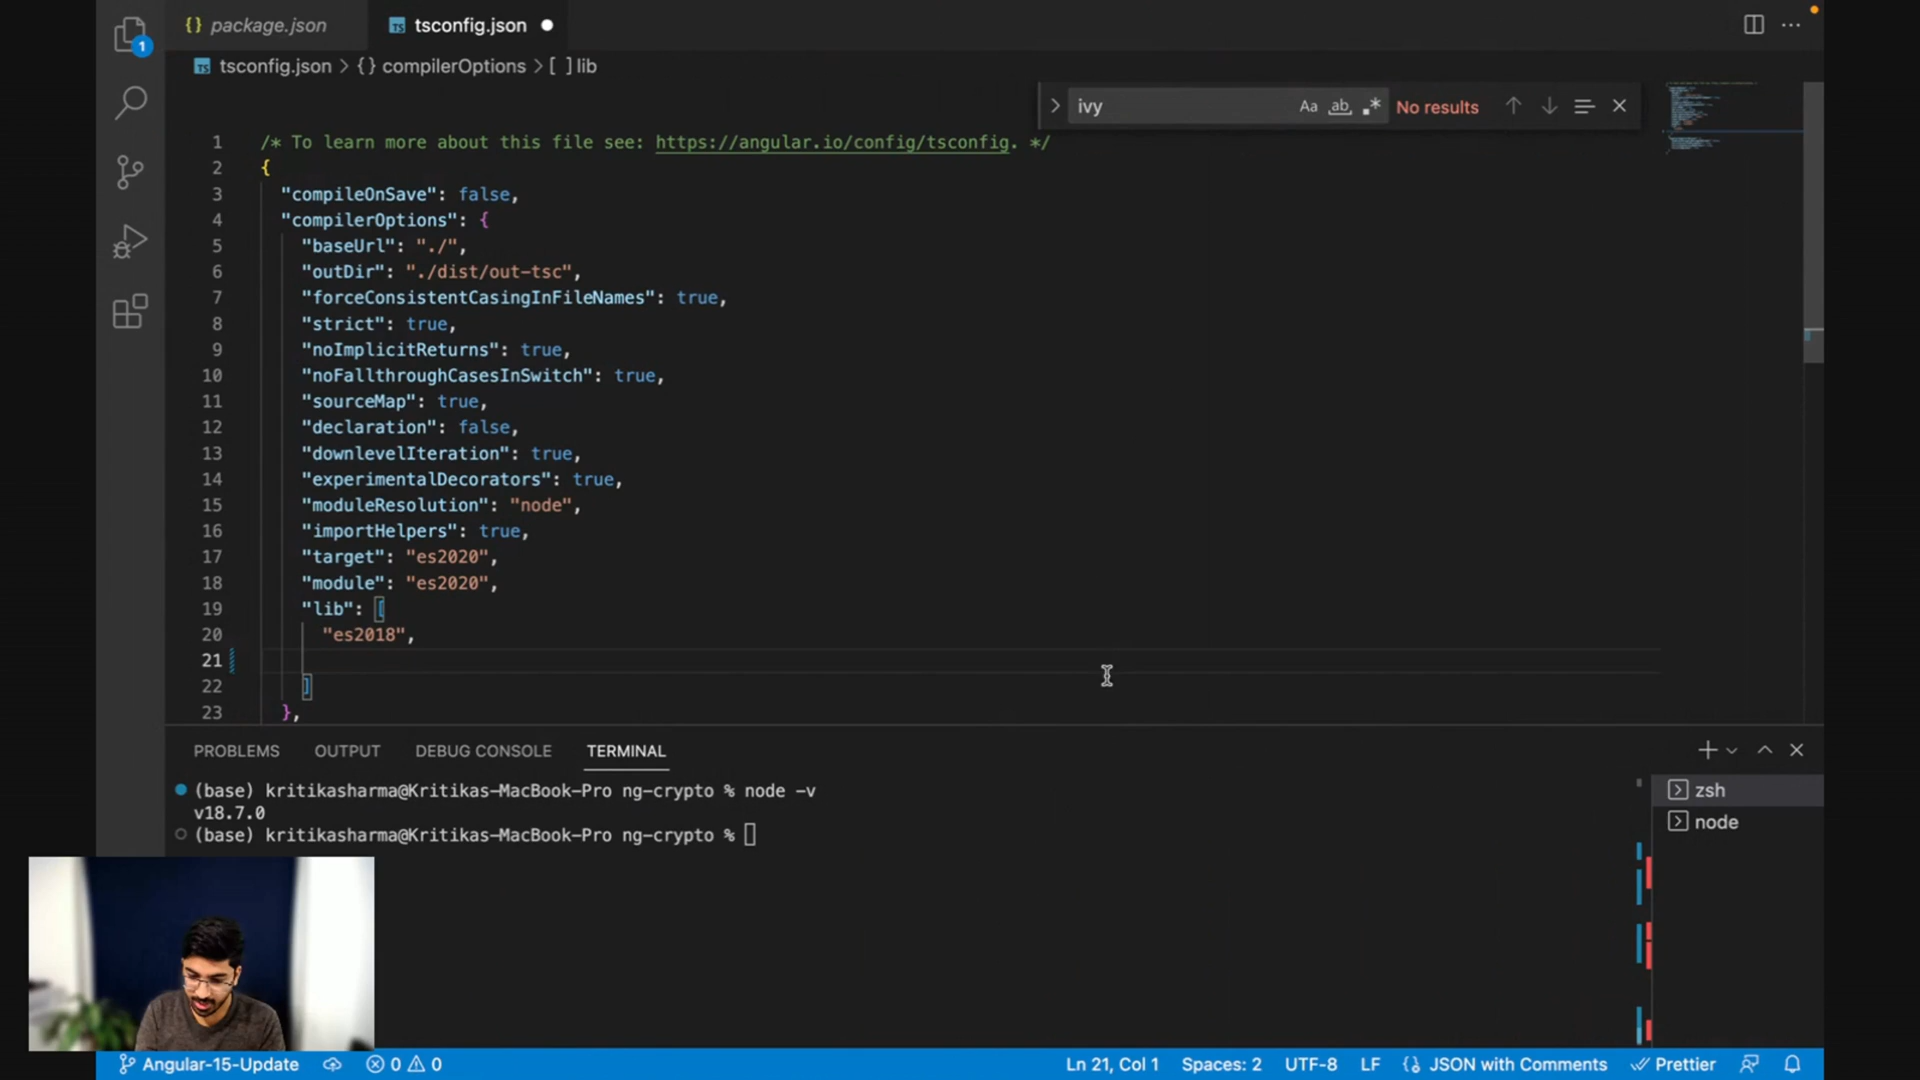 {} package.json
TS tsconfig.json
1
TS tsconfig.json > {} compilerOptions > [ ] lib
ivy
Aa ab .* No results
1 /* To learn more about this file see: https://angular.io/config/tsconfig. */
2 {
3 "compileOnSave": false,
4 "compilerOptions": {
5 "baseUrl": "./",
6 "outDir": "./dist/out-tsc",
7 "forceConsistentCasingInFileNames": true,
8 "strict": true,
9 "noImplicitReturns": true,
10 "noFallthroughCasesInSwitch": true,
11 "sourceMap": true,
12 "declaration": false,
13 "downlevelIteration": true,
14 "experimentalDecorators": true,
15 "moduleResolution": "node",
16 "importHelpers": true,
17 "target": "es2020",
18 "module": "es2020",
19 "lib": [
20 "es2018",
21
22 ]
23 },
PROBLEMS OUTPUT DEBUG CONSOLE TERMINAL
(base) kritikasharma@Kritikas-MacBook-Pro ng-crypto % node -v
v18.7.0
(base) kritikasharma@Kritikas-MacBook-Pro ng-crypto %
zsh
node
Angular-15-Update 0 0 Ln 21, Col 1 Spaces: 2 UTF-8 LF {} JSON with Comments Prettier